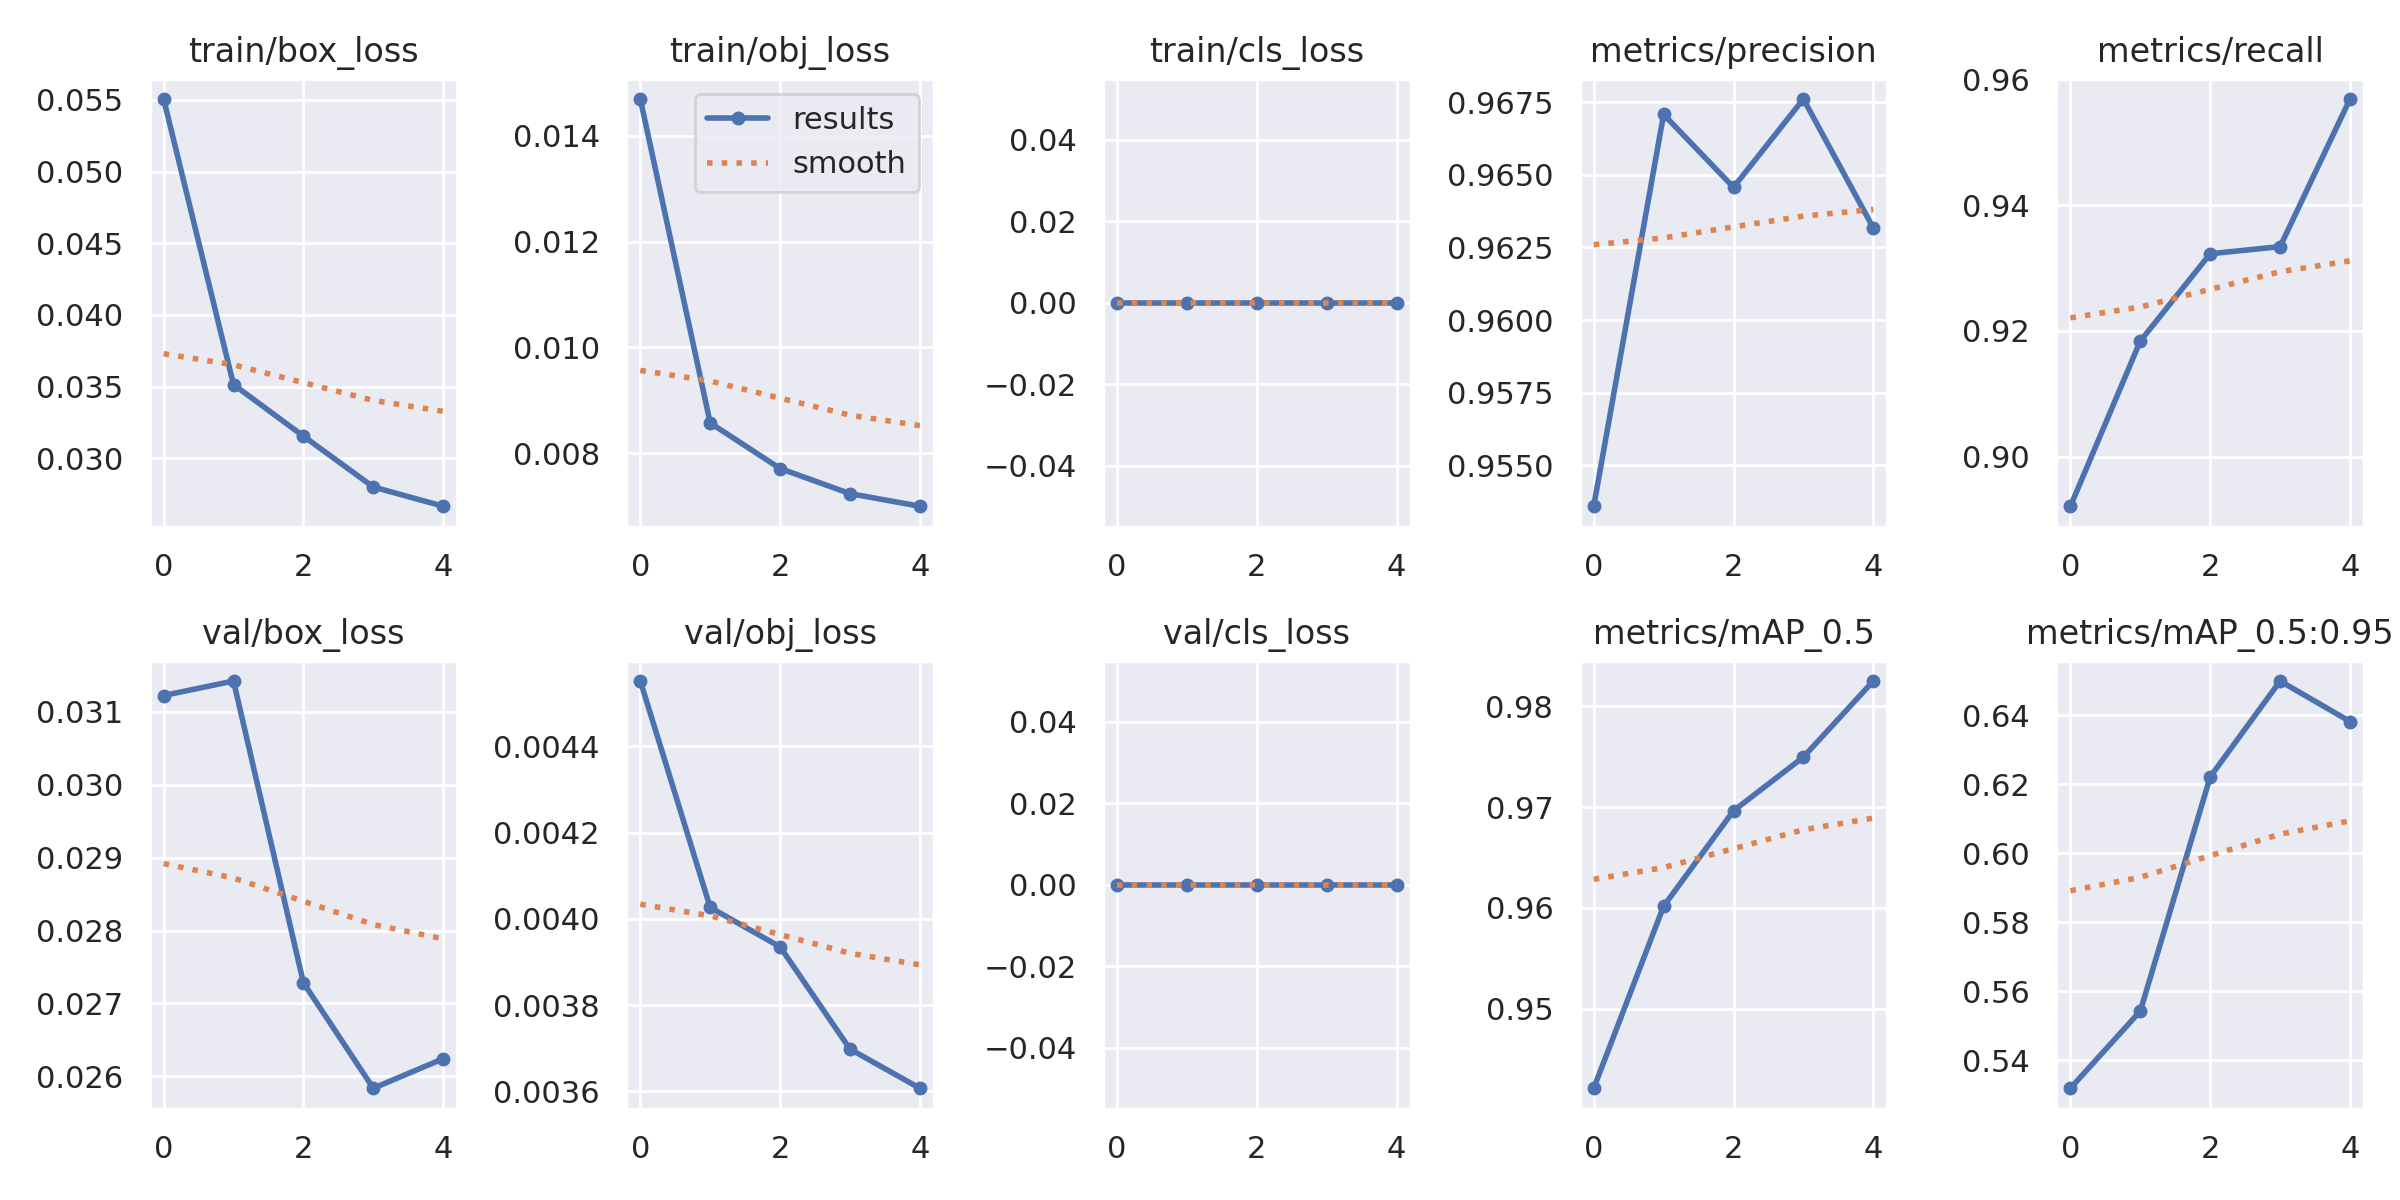 train/box_loss
0.055
0.050
0.045
0.040
0.035
0.030
0 2 4
train/obj_loss
results
smooth
0.014
0.012
0.010
0.008
0 2 4
train/cls_loss
0.04
0.02
0.00
−0.02
−0.04
0 2 4
metrics/precision
0.9675
0.9650
0.9625
0.9600
0.9575
0.9550
0 2 4
metrics/recall
0.96
0.94
0.92
0.90
0 2 4
val/box_loss
0.031
0.030
0.029
0.028
0.027
0.026
0 2 4
val/obj_loss
0.0044
0.0042
0.0040
0.0038
0.0036
0 2 4
val/cls_loss
0.04
0.02
0.00
−0.02
−0.04
0 2 4
metrics/mAP_0.5
0.98
0.97
0.96
0.95
0 2 4
metrics/mAP_0.5:0.95
0.64
0.62
0.60
0.58
0.56
0.54
0 2 4